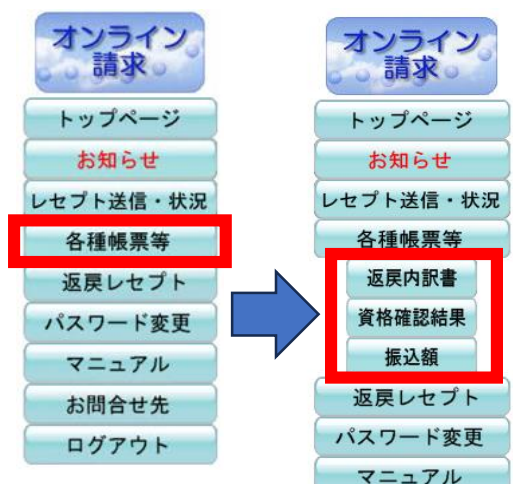 オンライン
請求
トップページ
お知らせ
レセプト送信・状況
各種帳票等
返戻レセプト
パスワード変更
マニュアル
お問合せ先
ログアウト
オンライン
請求
トップページ
お知らせ
レセプト送信・状況
各種帳票等
返戻内訳書
資格確認結果
振込額
返戻レセプト
パスワード変更
マニュアル